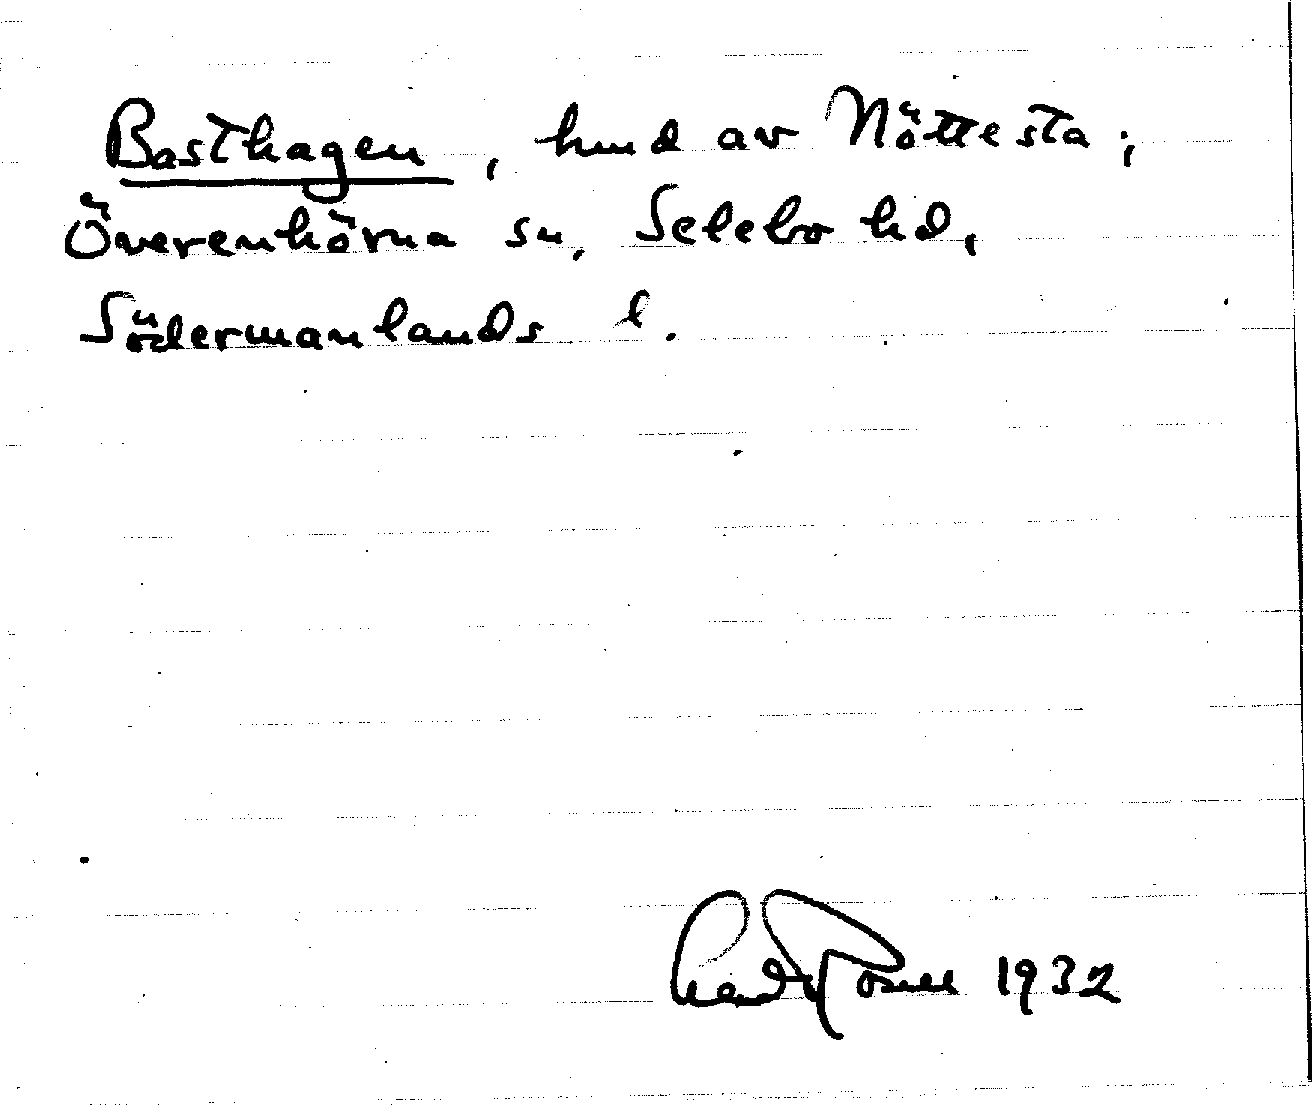 Basthagen, hmd av Nöttesta;
Överenhörna sn, Selebo hd,
Södermanlands l.
1932